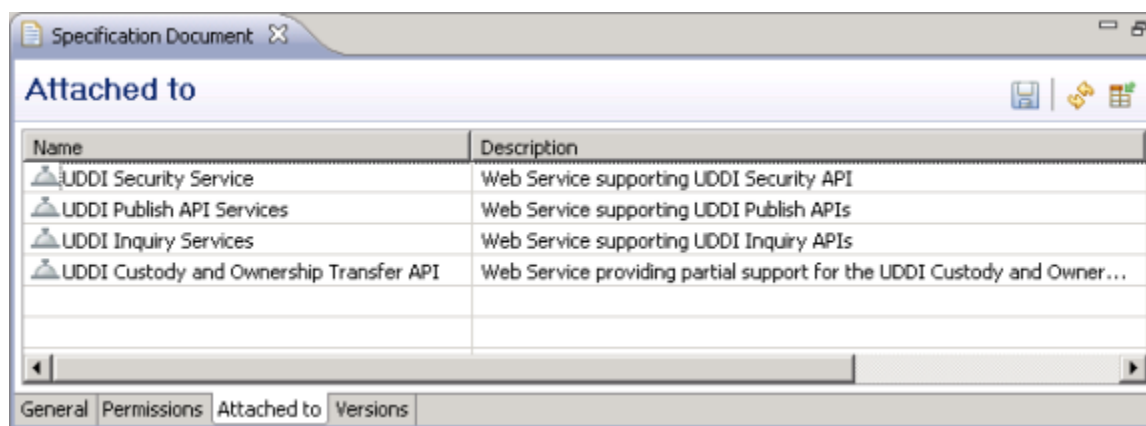 Specification Document
Attached to
Name Description
UDDI Security Service Web Service supporting UDDI Security API
UDDI Publish API Services Web Service supporting UDDI Publish APIs
UDDI Inquiry Services Web Service supporting UDDI Inquiry APIs
UDDI Custody and Ownership Transfer API Web Service providing partial support for the UDDI Custody and Owner...
General Permissions Attached to Versions